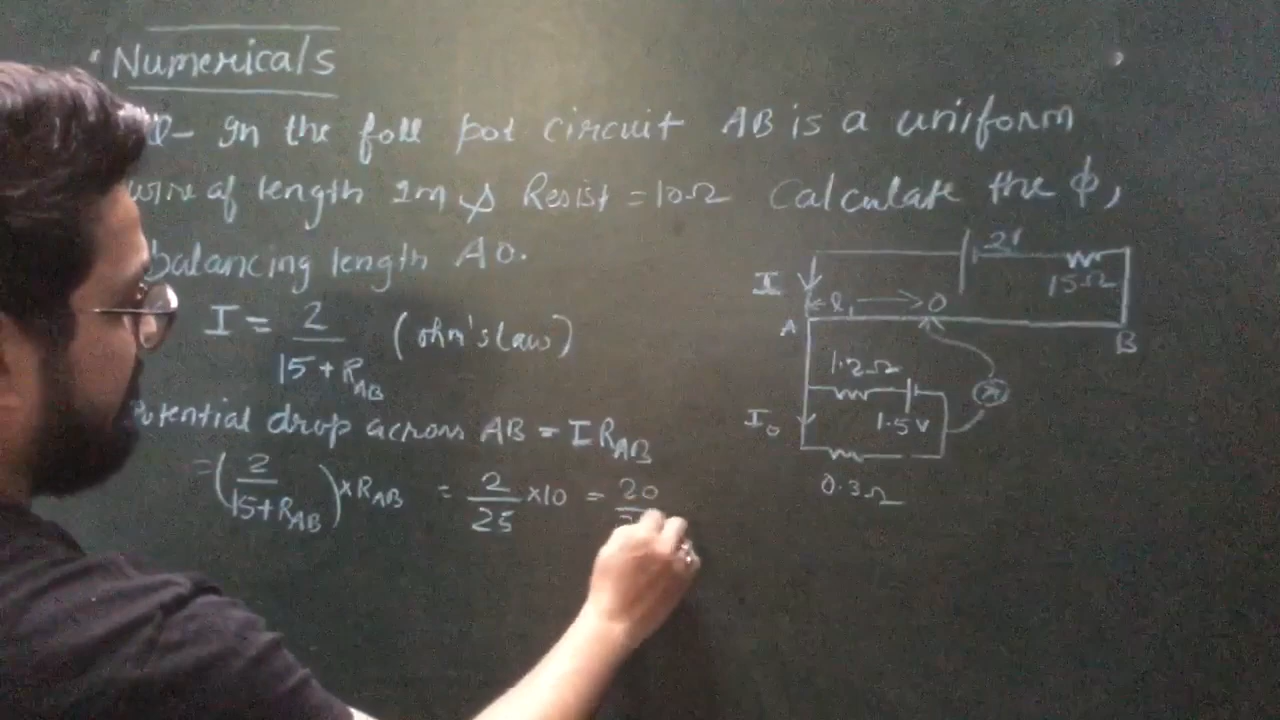 Numericals
Q- In the foll pot circuit AB is a uniform
wire of length 1m & Resist = 10Ω Calculate the ϕ,
balancing length AO.
I = 2 / 15 + R_AB (ohm's law)
Potential drop across AB = I R_AB
= (2 / 15+R_AB) × R_AB = 2/25 × 10 = 20
2V
15Ω
I
l₁
O
A
B
1.2Ω
1.5V
I₀
0.3Ω